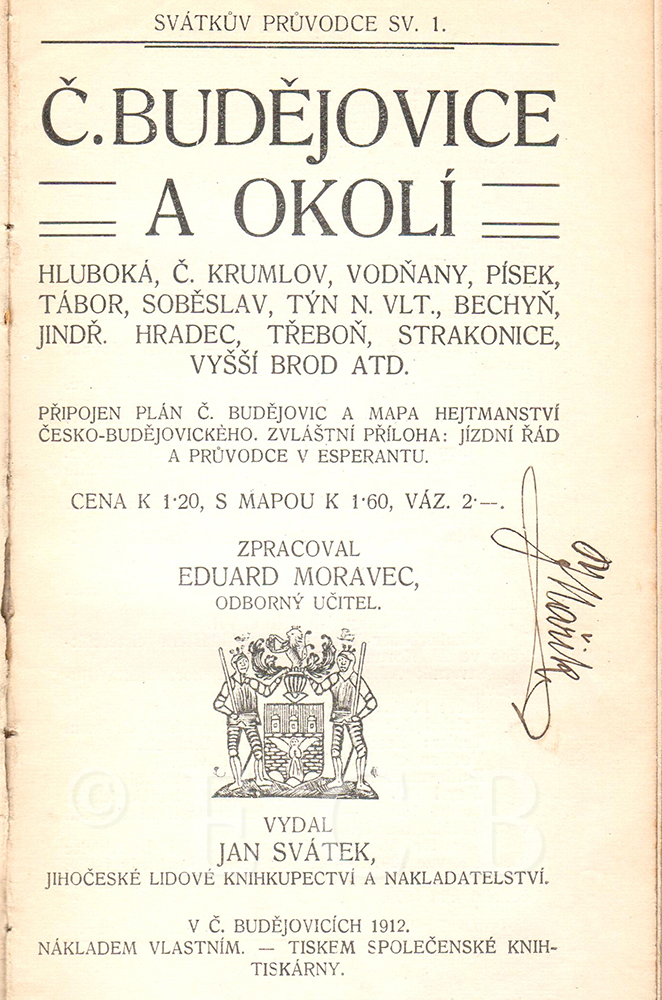 SVÁTKŮV PRŮVODCE SV. 1.
Č. BUDĚJOVICE
A OKOLÍ
HLUBOKÁ, Č. KRUMLOV, VODŇANY, PÍSEK,
TÁBOR, SOBĚSLAV, TÝN N. VLT., BECHYŇ,
JINDŘ. HRADEC, TŘEBOŇ, STRAKONICE,
VYŠŠÍ BROD ATD.
PŘIPOJEN PLÁN Č. BUDĚJOVIC A MAPA HEJTMANSTVÍ
ČESKO-BUDĚJOVICKÉHO. ZVLÁŠTNÍ PŘÍLOHA: JÍZDNÍ ŘÁD
A PRŮVODCE V ESPERANTU.
CENA K 1·20, S MAPOU K 1·60, VÁZ. 2·—.
ZPRACOVAL
EDUARD MORAVEC,
ODBORNÝ UČITEL.
VYDAL
JAN SVÁTEK,
JIHOČESKÉ LIDOVÉ KNIHKUPECTVÍ A NAKLADATELSTVÍ.
V Č. BUDĚJOVICÍCH 1912.
NÁKLADEM VLASTNÍM. — TISKEM SPOLEČENSKÉ KNIH-
TISKÁRNY.